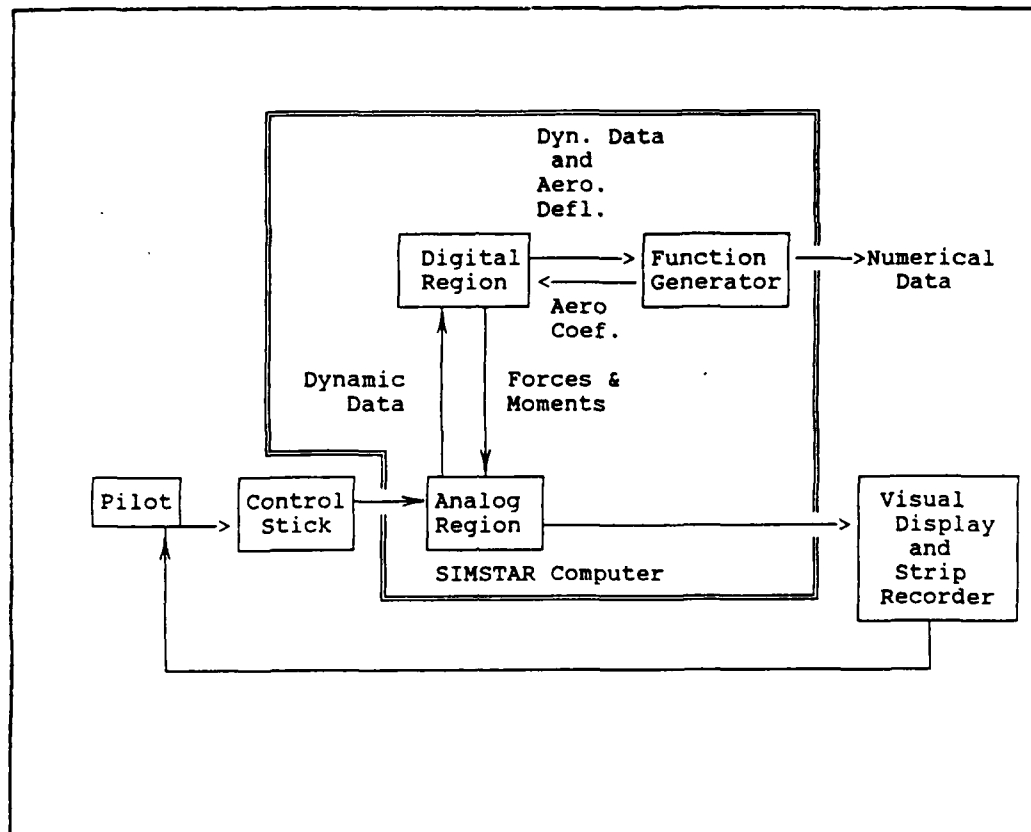 Dyn. Data
and
Aero.
Defl.
Digital
Region
Function
Generator
Numerical
Data
Aero
Coef.
Dynamic
Data
Forces &
Moments
Pilot
Control
Stick
Analog
Region
Visual
Display
and
Strip
Recorder
SIMSTAR Computer